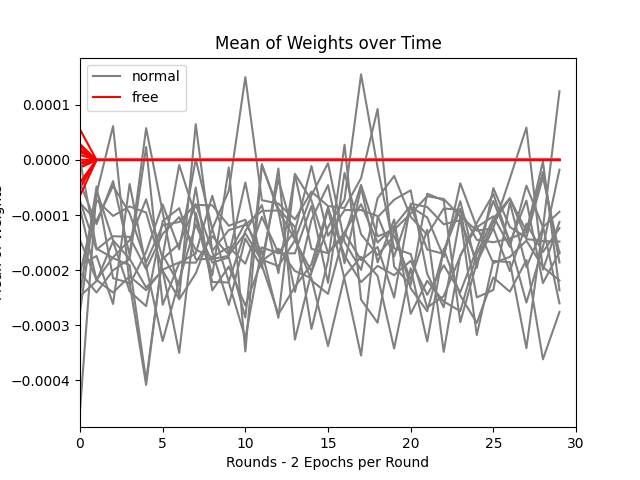 Mean of Weights over Time
normal
free
0.0001
0.0000
−0.0001
−0.0002
−0.0003
−0.0004
0 5 10 15 20 25 30
Rounds - 2 Epochs per Round